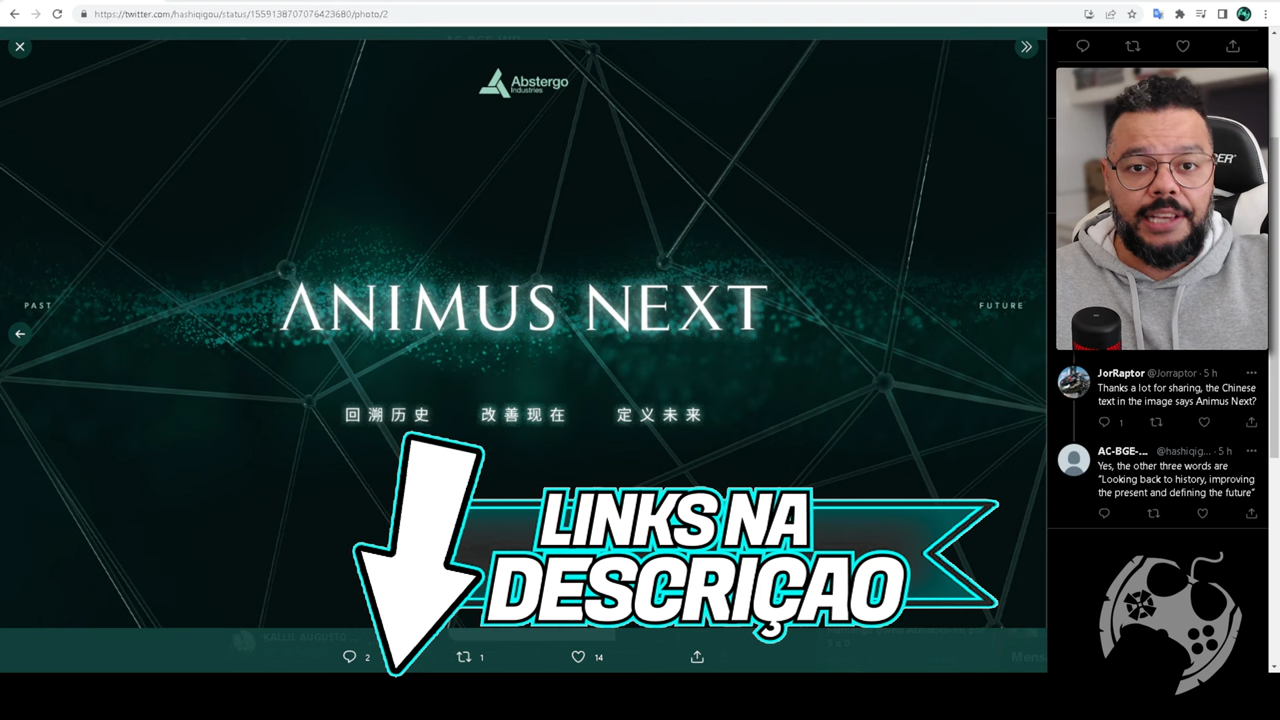 https://twitter.com/hashiqigou/status/1559138707076423680/photo/2
Abstergo
Industries
PAST
ANIMUS NEXT
FUTURE
回溯历史 改善现在 定义未来
LINKS NA
DESCRIÇAO
2
1
14
JorRaptor @Jorraptor · 5 h
Thanks a lot for sharing, the Chinese
text in the image says Animus Next?
1
AC-BGE-... @hashiqig... · 5 h
Yes, the other three words are
"Looking back to history, improving
the present and defining the future"
KALLIL AUGUSTO
Mens